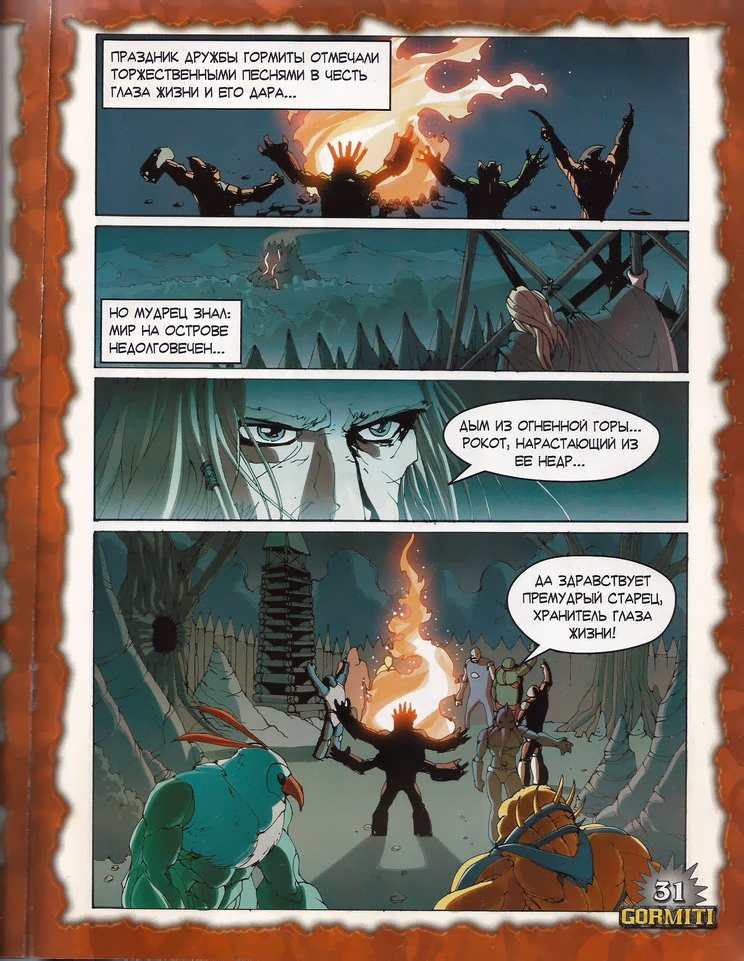 ПРАЗДНИК ДРУЖБЫ ГОРМИТЫ ОТМЕЧАЛИ
ТОРЖЕСТВЕННЫМИ ПЕСНЯМИ В ЧЕСТЬ
ГЛАЗА ЖИЗНИ И ЕГО ДАРА...
НО МУДРЕЦ ЗНАЛ:
МИР НА ОСТРОВЕ
НЕДОЛГОВЕЧЕН...
ДЫМ ИЗ ОГНЕННОЙ ГОРЫ...
РОКОТ, НАРАСТАЮЩИЙ ИЗ
ЕЕ НЕДР...
ДА ЗДРАВСТВУЕТ
ПРЕМУДРЫЙ СТАРЕЦ,
ХРАНИТЕЛЬ ГЛАЗА
ЖИЗНИ!
31
GORMITI